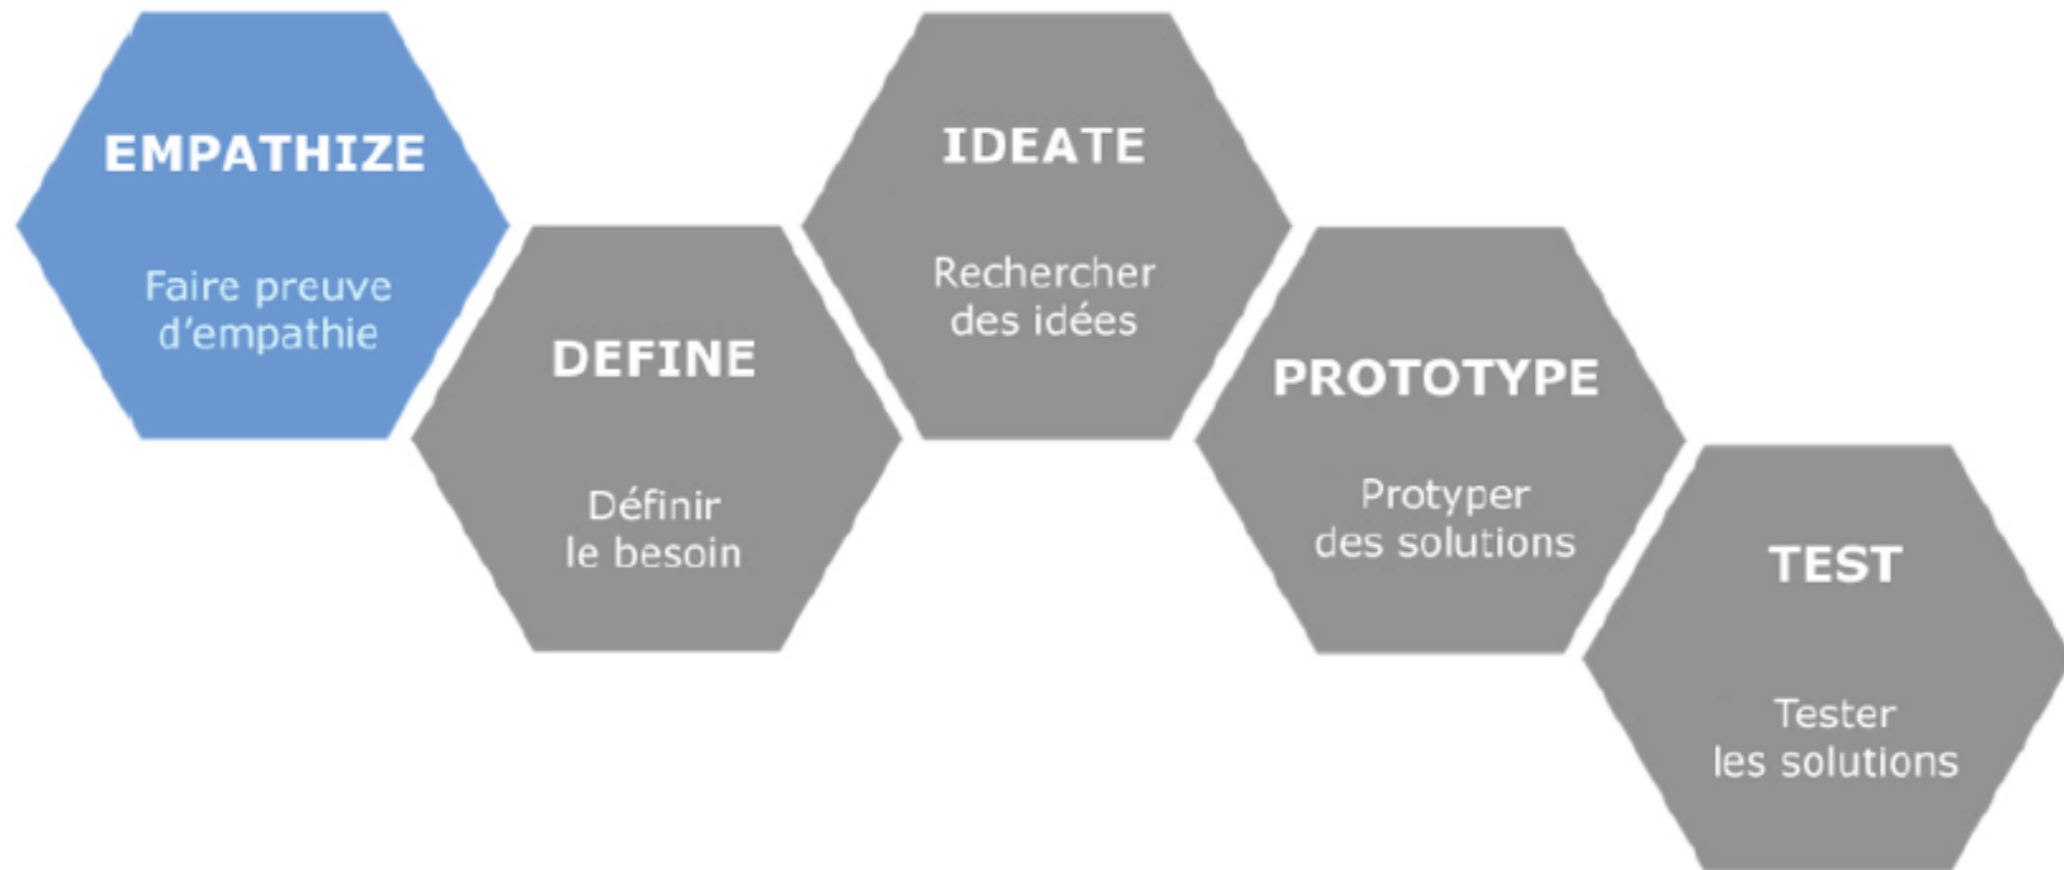 EMPATHIZE
Faire preuve
d'empathie
DEFINE
Définir
le besoin
IDEATE
Rechercher
des idées
PROTOTYPE
Protyper
des solutions
TEST
Tester
les solutions